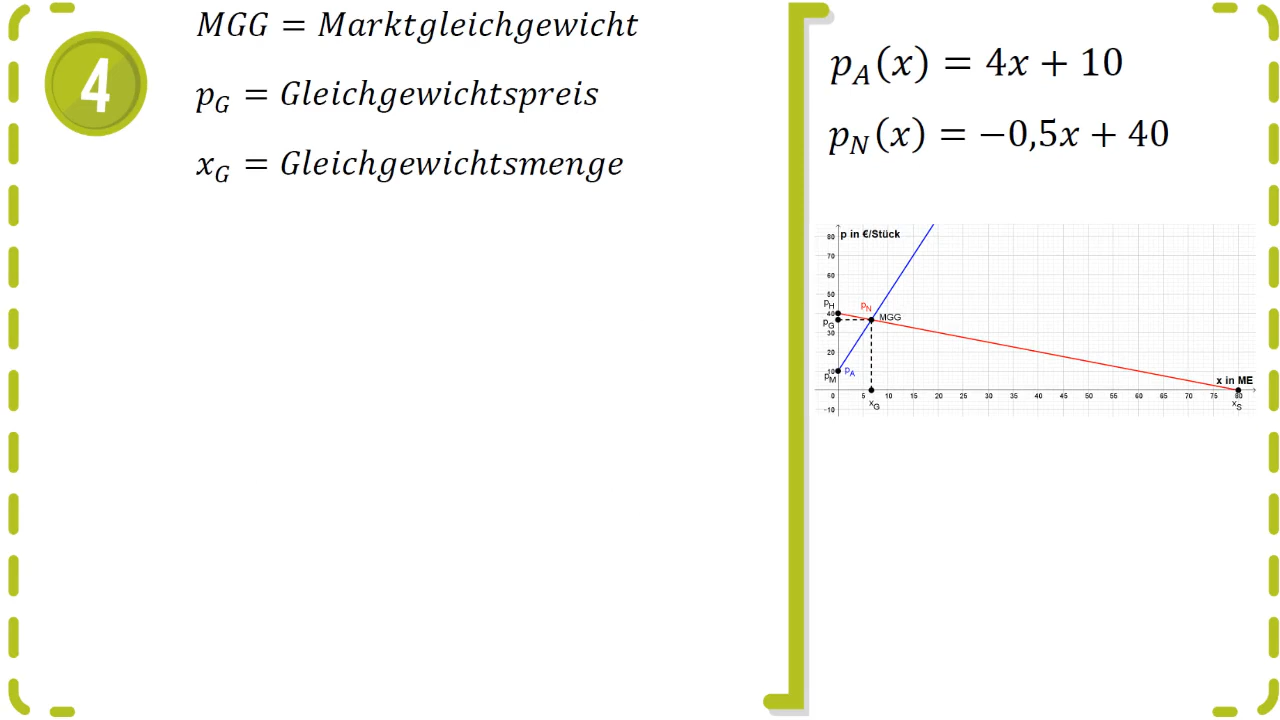 4
MGG = Marktgleichgewicht
p_G = Gleichgewichtspreis
x_G = Gleichgewichtsmenge
p_A(x) = 4x + 10
p_N(x) = −0,5x + 40
p in €/Stück
80
70
60
50
40
30
20
10
0
−10
p_H
p_G
p_M
p_N
MGG
p_A
x in ME
5 10 15 20 25 30 35 40 45 50 55 60 65 70 75 80
x_G
x_S